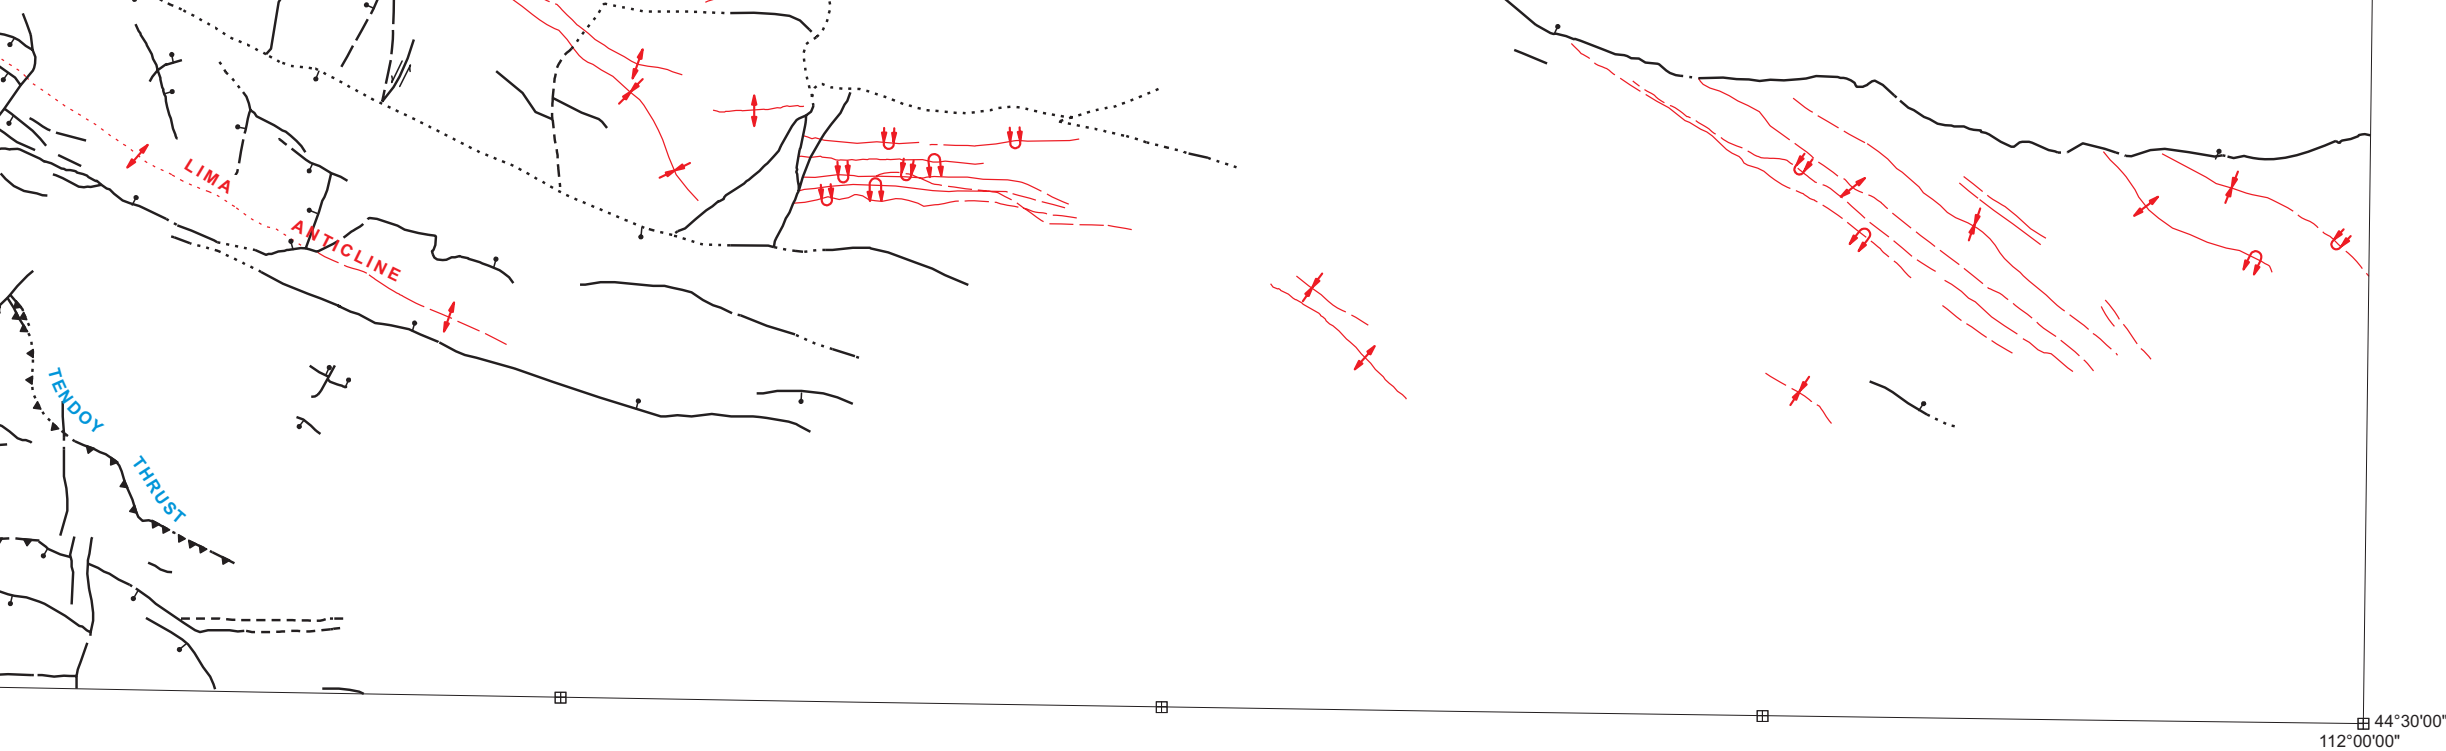 LIMA
ANTICLINE
TENDOY
THRUST
44°30'00"
112°00'00"